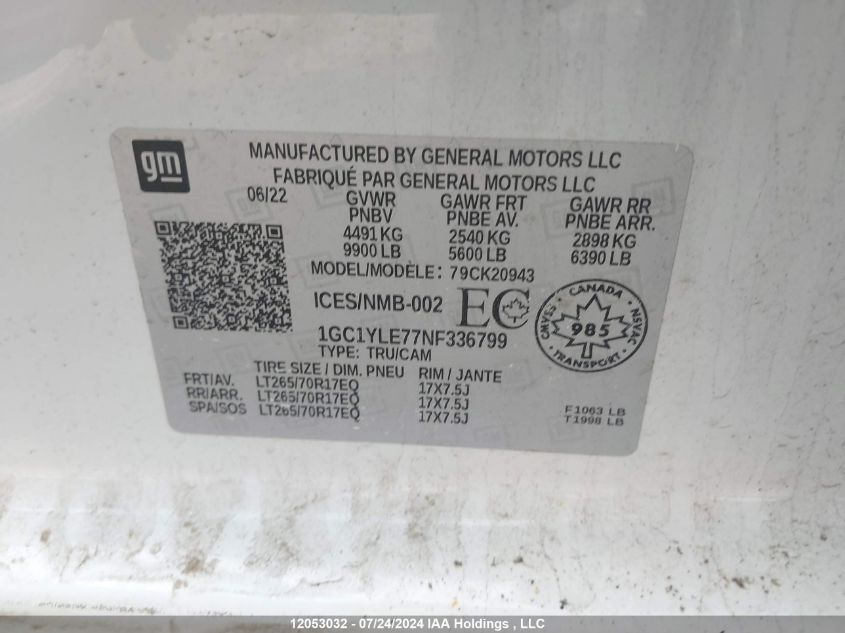 gm
MANUFACTURED BY GENERAL MOTORS LLC
FABRIQUÉ PAR GENERAL MOTORS LLC
06/22 GVWR GAWR FRT GAWR RR
PNBV PNBE AV. PNBE ARR.
4491 KG 2540 KG 2898 KG
9900 LB 5600 LB 6390 LB
MODEL/MODÈLE: 79CK20943
ICES/NMB-002 EC
CANADA
SVAC/NSAC
985
TRANSPORT
1GC1YLE77NF336799
TYPE: TRU/CAM
TIRE SIZE / DIM. PNEU RIM / JANTE
FRT/AV. LT265/70R17EQ 17X7.5J
RR/ARR. LT265/70R17EQ 17X7.5J
SPA/SOS LT265/70R17EQ 17X7.5J
F1063 LB
T1998 LB
12053032 - 07/24/2024 IAA Holdings , LLC